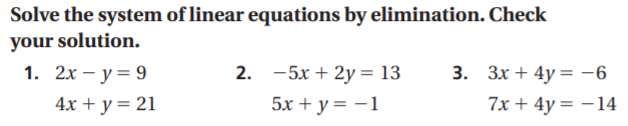 Solve the system of linear equations by elimination. Check
your solution.
1. 2x − y = 9 2. −5x + 2y = 13 3. 3x + 4y = −6
4x + y = 21 5x + y = −1 7x + 4y = −14